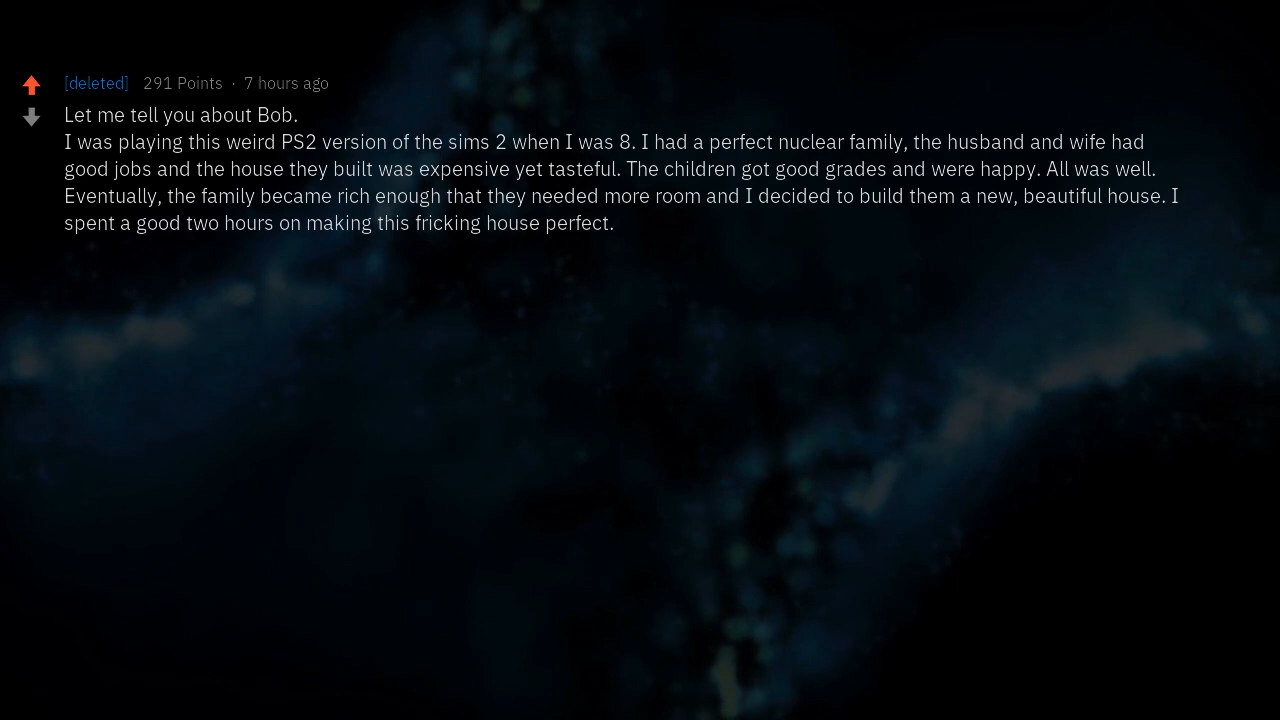 [deleted] 291 Points · 7 hours ago
Let me tell you about Bob.
I was playing this weird PS2 version of the sims 2 when I was 8. I had a perfect nuclear family, the husband and wife had
good jobs and the house they built was expensive yet tasteful. The children got good grades and were happy. All was well.
Eventually, the family became rich enough that they needed more room and I decided to build them a new, beautiful house. I
spent a good two hours on making this fricking house perfect.